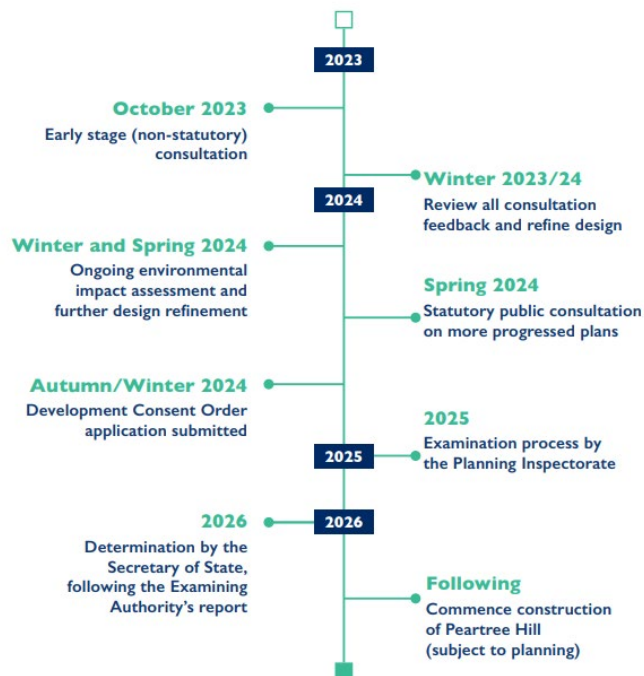 2023
October 2023
Early stage (non-statutory)
consultation
Winter 2023/24
Review all consultation
feedback and refine design
2024
Winter and Spring 2024
Ongoing environmental
impact assessment and
further design refinement
Spring 2024
Statutory public consultation
on more progressed plans
Autumn/Winter 2024
Development Consent Order
application submitted
2025
Examination process by
the Planning Inspectorate
2025
2026
Determination by the
Secretary of State,
following the Examining
Authority's report
2026
Following
Commence construction
of Peartree Hill
(subject to planning)